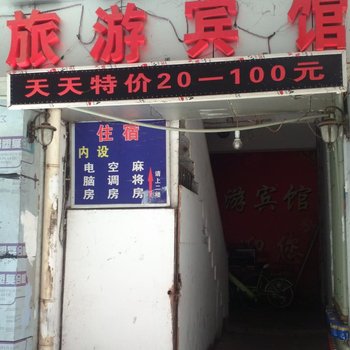 旅游宾馆
天天特价20—100元
住宿
内设
电脑房 空调房 麻将房
请上二楼
游宾馆
您